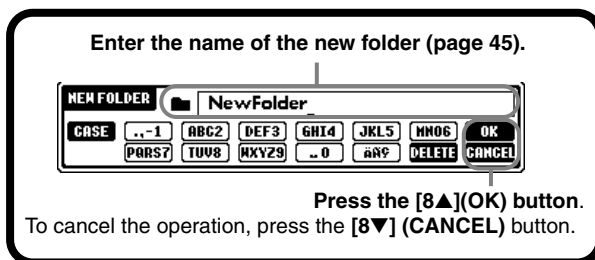 Enter the name of the new folder (page 45).
NEW FOLDER NewFolder_
CASE .,-1 ABC2 DEF3 GHI4 JKL5 MNO6 OK
PQRS7 TUV8 WXYZ9 ␣0 äñç DELETE CANCEL
Press the [8▲](OK) button.
To cancel the operation, press the [8▼] (CANCEL) button.